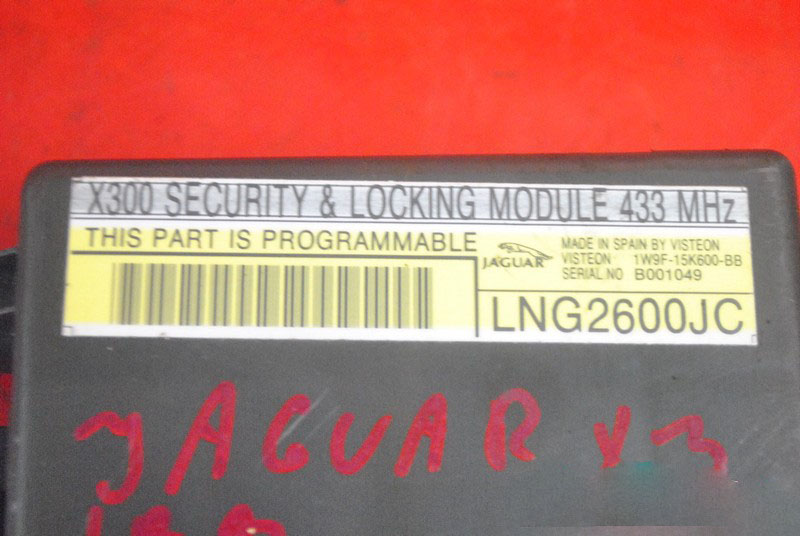 X300 SECURITY & LOCKING MODULE 433 MHz
THIS PART IS PROGRAMMABLE
JAGUAR
MADE IN SPAIN BY VISTEON
VISTEON 1W9F-15K600-BB
SERIAL.NO B001049
LNG2600JC
JAGUAR